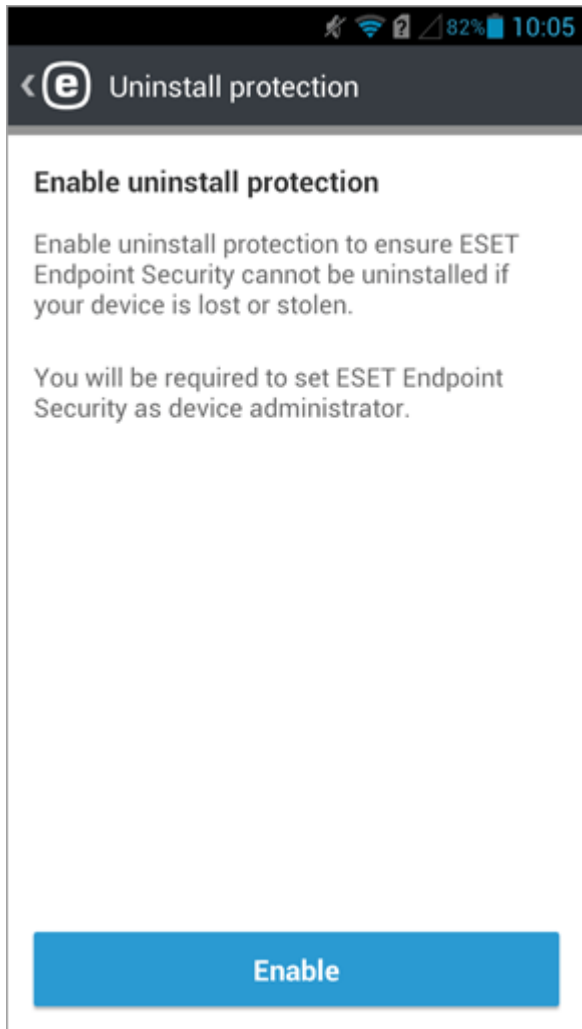 82% 10:05
e Uninstall protection
Enable uninstall protection
Enable uninstall protection to ensure ESET
Endpoint Security cannot be uninstalled if
your device is lost or stolen.
You will be required to set ESET Endpoint
Security as device administrator.
Enable